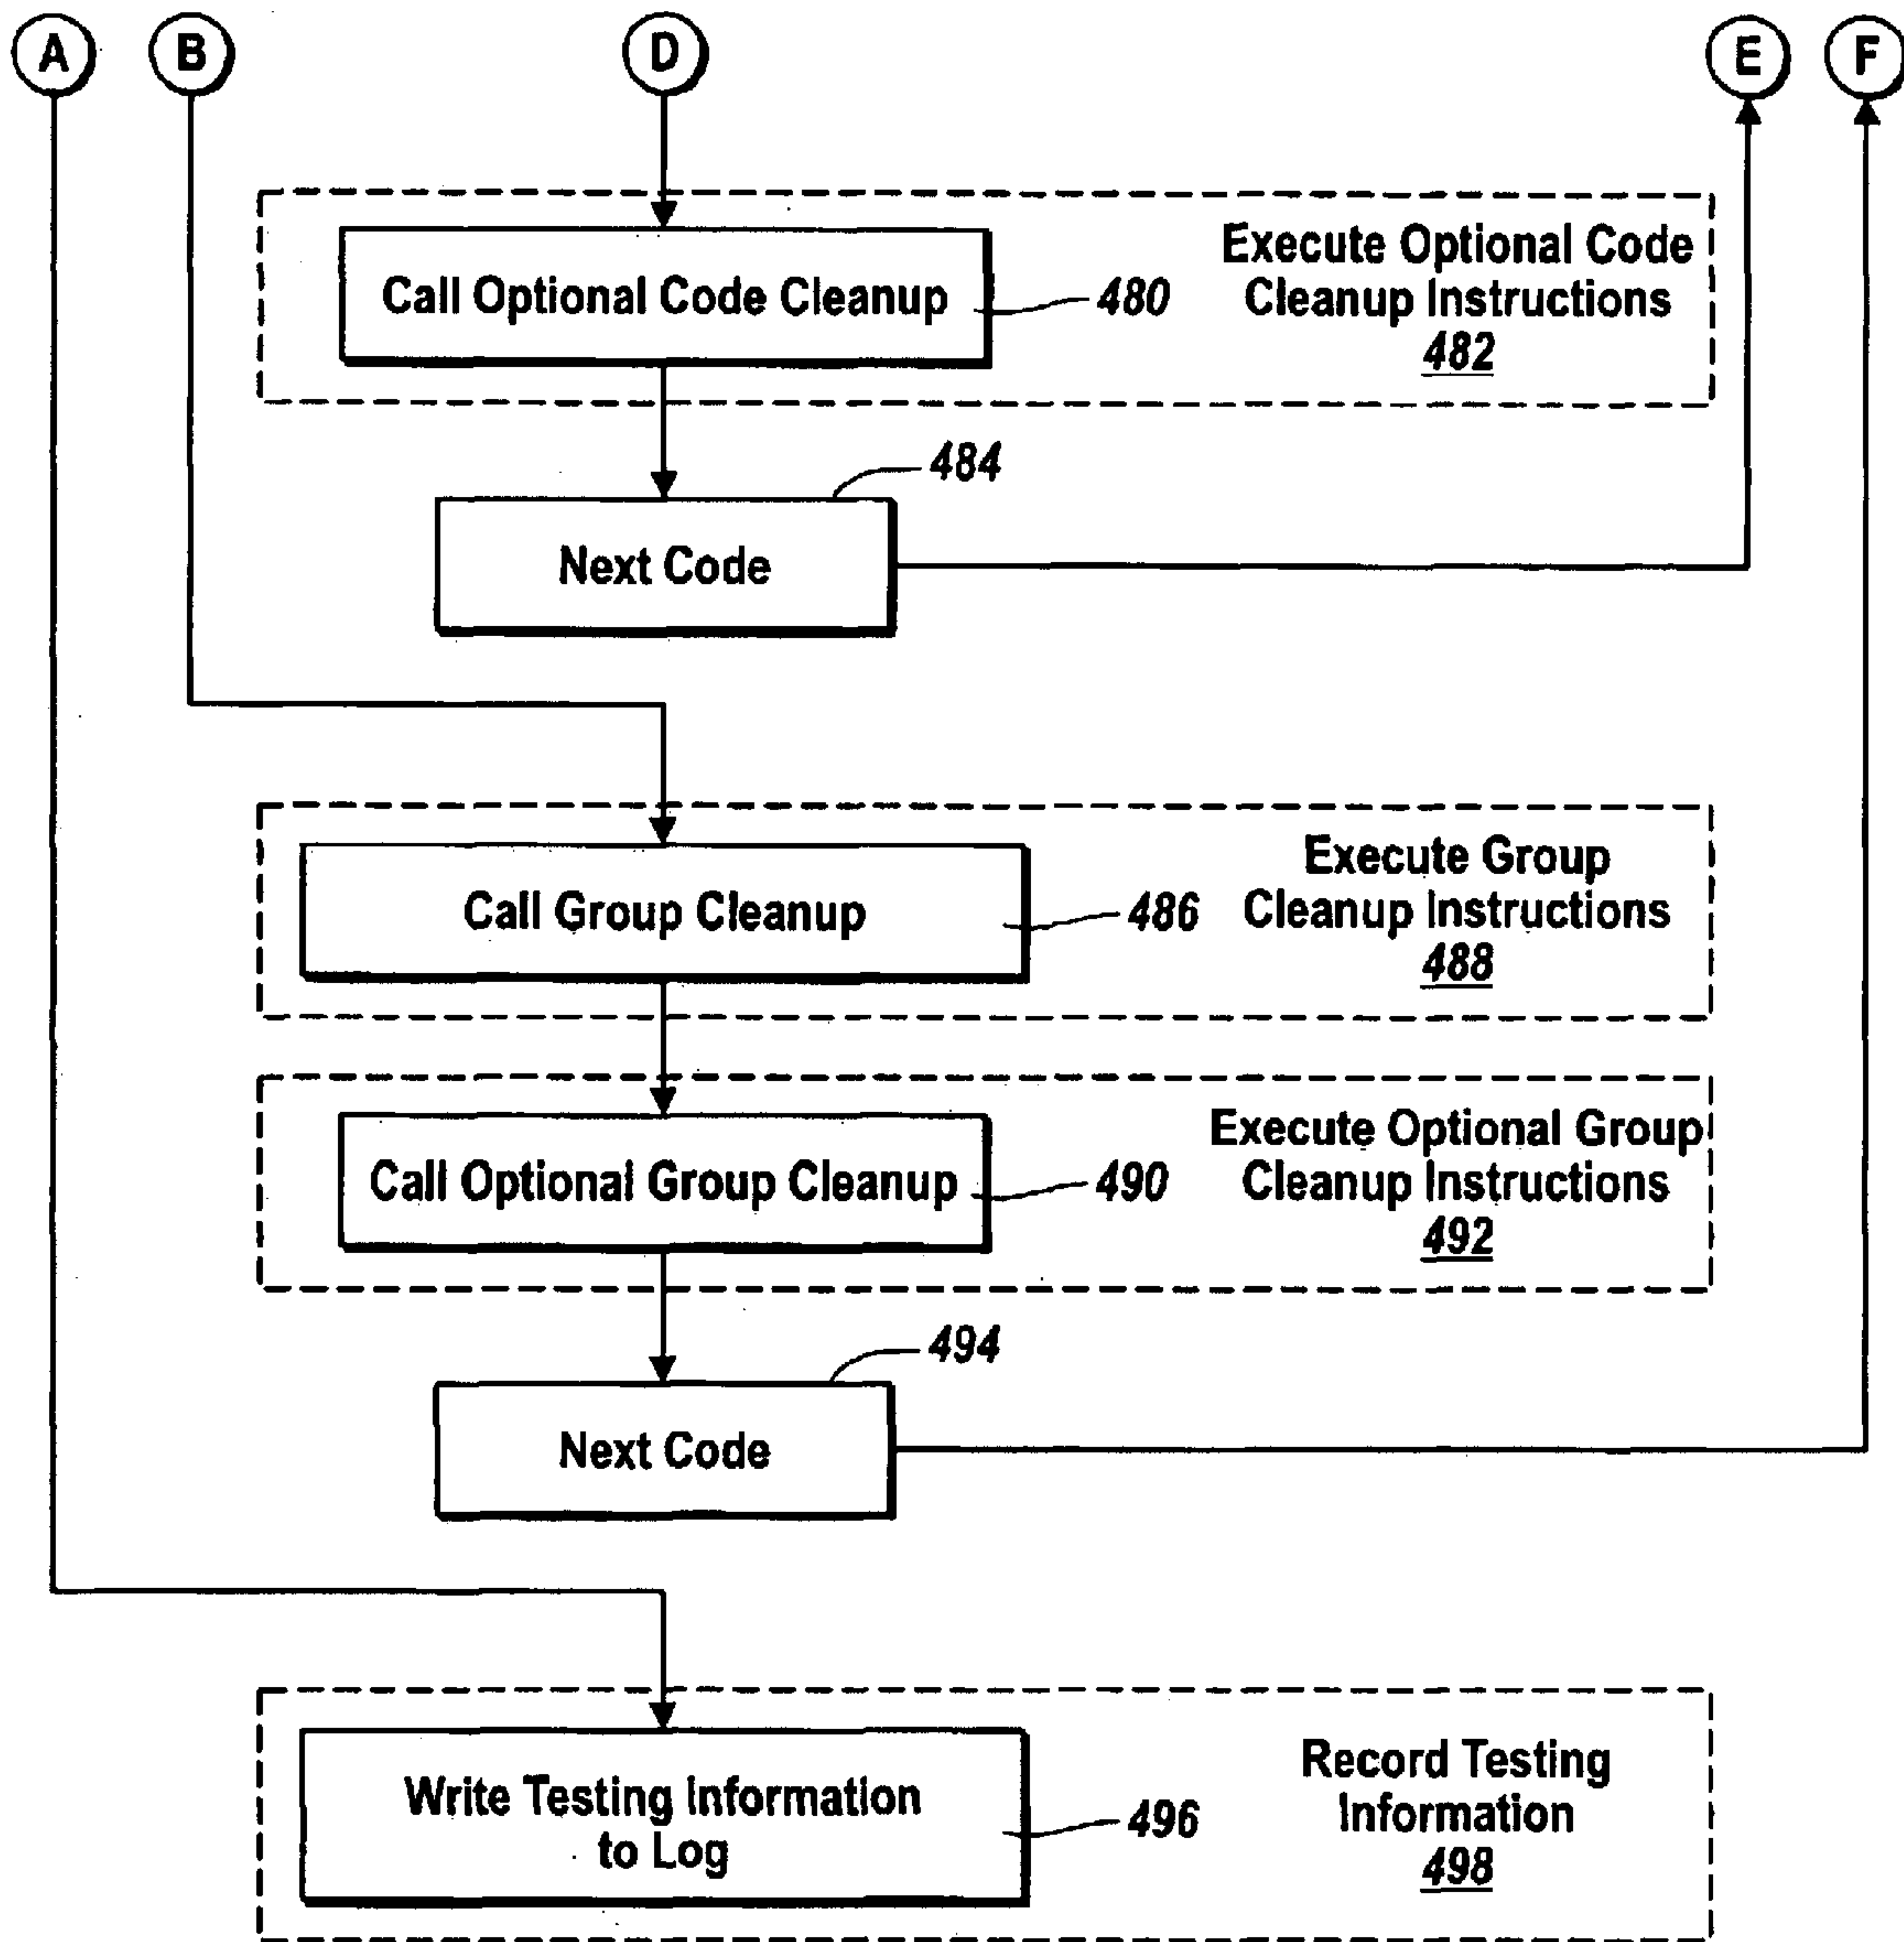 A B D E F
Call Optional Code Cleanup
480
Execute Optional Code
Cleanup Instructions
482
484
Next Code
Call Group Cleanup
486
Execute Group
Cleanup Instructions
488
Call Optional Group Cleanup
490
Execute Optional Group
Cleanup Instructions
492
494
Next Code
Write Testing Information
to Log
496
Record Testing
Information
498